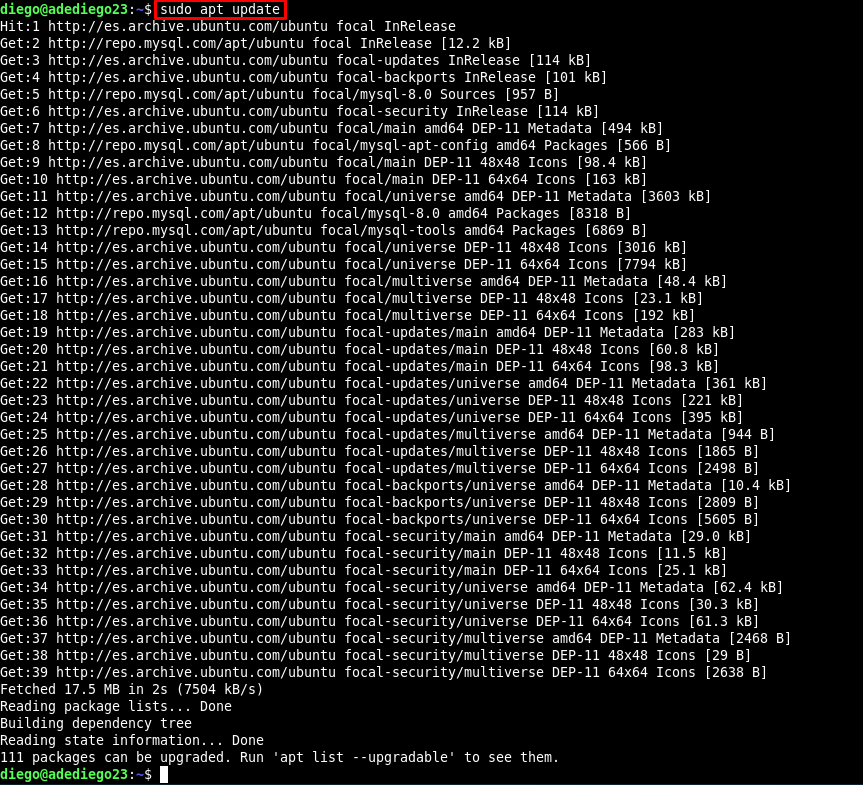 diego@adediego23:~$ sudo apt update
Hit:1 http://es.archive.ubuntu.com/ubuntu focal InRelease
Get:2 http://repo.mysql.com/apt/ubuntu focal InRelease [12.2 kB]
Get:3 http://es.archive.ubuntu.com/ubuntu focal-updates InRelease [114 kB]
Get:4 http://es.archive.ubuntu.com/ubuntu focal-backports InRelease [101 kB]
Get:5 http://repo.mysql.com/apt/ubuntu focal/mysql-8.0 Sources [957 B]
Get:6 http://es.archive.ubuntu.com/ubuntu focal-security InRelease [114 kB]
Get:7 http://es.archive.ubuntu.com/ubuntu focal/main amd64 DEP-11 Metadata [494 kB]
Get:8 http://repo.mysql.com/apt/ubuntu focal/mysql-apt-config amd64 Packages [566 B]
Get:9 http://es.archive.ubuntu.com/ubuntu focal/main DEP-11 48x48 Icons [98.4 kB]
Get:10 http://es.archive.ubuntu.com/ubuntu focal/main DEP-11 64x64 Icons [163 kB]
Get:11 http://es.archive.ubuntu.com/ubuntu focal/universe amd64 DEP-11 Metadata [3603 kB]
Get:12 http://repo.mysql.com/apt/ubuntu focal/mysql-8.0 amd64 Packages [8318 B]
Get:13 http://repo.mysql.com/apt/ubuntu focal/mysql-tools amd64 Packages [6869 B]
Get:14 http://es.archive.ubuntu.com/ubuntu focal/universe DEP-11 48x48 Icons [3016 kB]
Get:15 http://es.archive.ubuntu.com/ubuntu focal/universe DEP-11 64x64 Icons [7794 kB]
Get:16 http://es.archive.ubuntu.com/ubuntu focal/multiverse amd64 DEP-11 Metadata [48.4 kB]
Get:17 http://es.archive.ubuntu.com/ubuntu focal/multiverse DEP-11 48x48 Icons [23.1 kB]
Get:18 http://es.archive.ubuntu.com/ubuntu focal/multiverse DEP-11 64x64 Icons [192 kB]
Get:19 http://es.archive.ubuntu.com/ubuntu focal-updates/main amd64 DEP-11 Metadata [283 kB]
Get:20 http://es.archive.ubuntu.com/ubuntu focal-updates/main DEP-11 48x48 Icons [60.8 kB]
Get:21 http://es.archive.ubuntu.com/ubuntu focal-updates/main DEP-11 64x64 Icons [98.3 kB]
Get:22 http://es.archive.ubuntu.com/ubuntu focal-updates/universe amd64 DEP-11 Metadata [361 kB]
Get:23 http://es.archive.ubuntu.com/ubuntu focal-updates/universe DEP-11 48x48 Icons [221 kB]
Get:24 http://es.archive.ubuntu.com/ubuntu focal-updates/universe DEP-11 64x64 Icons [395 kB]
Get:25 http://es.archive.ubuntu.com/ubuntu focal-updates/multiverse amd64 DEP-11 Metadata [944 B]
Get:26 http://es.archive.ubuntu.com/ubuntu focal-updates/multiverse DEP-11 48x48 Icons [1865 B]
Get:27 http://es.archive.ubuntu.com/ubuntu focal-updates/multiverse DEP-11 64x64 Icons [2498 B]
Get:28 http://es.archive.ubuntu.com/ubuntu focal-backports/universe amd64 DEP-11 Metadata [10.4 kB]
Get:29 http://es.archive.ubuntu.com/ubuntu focal-backports/universe DEP-11 48x48 Icons [2809 B]
Get:30 http://es.archive.ubuntu.com/ubuntu focal-backports/universe DEP-11 64x64 Icons [5605 B]
Get:31 http://es.archive.ubuntu.com/ubuntu focal-security/main amd64 DEP-11 Metadata [29.0 kB]
Get:32 http://es.archive.ubuntu.com/ubuntu focal-security/main DEP-11 48x48 Icons [11.5 kB]
Get:33 http://es.archive.ubuntu.com/ubuntu focal-security/main DEP-11 64x64 Icons [25.1 kB]
Get:34 http://es.archive.ubuntu.com/ubuntu focal-security/universe amd64 DEP-11 Metadata [62.4 kB]
Get:35 http://es.archive.ubuntu.com/ubuntu focal-security/universe DEP-11 48x48 Icons [30.3 kB]
Get:36 http://es.archive.ubuntu.com/ubuntu focal-security/universe DEP-11 64x64 Icons [61.3 kB]
Get:37 http://es.archive.ubuntu.com/ubuntu focal-security/multiverse amd64 DEP-11 Metadata [2468 B]
Get:38 http://es.archive.ubuntu.com/ubuntu focal-security/multiverse DEP-11 48x48 Icons [29 B]
Get:39 http://es.archive.ubuntu.com/ubuntu focal-security/multiverse DEP-11 64x64 Icons [2638 B]
Fetched 17.5 MB in 2s (7504 kB/s)
Reading package lists... Done
Building dependency tree
Reading state information... Done
111 packages can be upgraded. Run 'apt list --upgradable' to see them.
diego@adediego23:~$